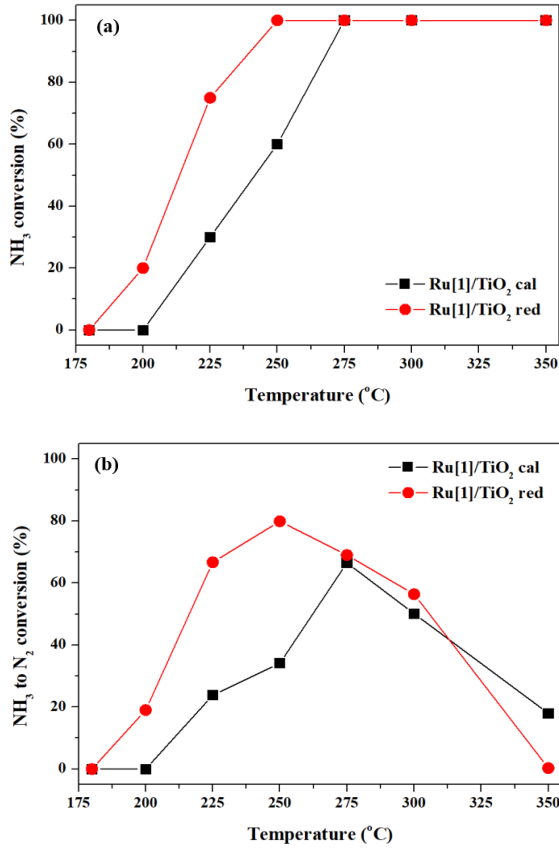 (a)
NH₃ conversion (%)
100
80
60
40
20
0
Ru[1]/TiO₂ cal
Ru[1]/TiO₂ red
175 200 225 250 275 300 325 350
Temperature (°C)
(b)
NH₃ to N₂ conversion (%)
100
80
60
40
20
0
Ru[1]/TiO₂ cal
Ru[1]/TiO₂ red
175 200 225 250 275 300 325 350
Temperature (°C)